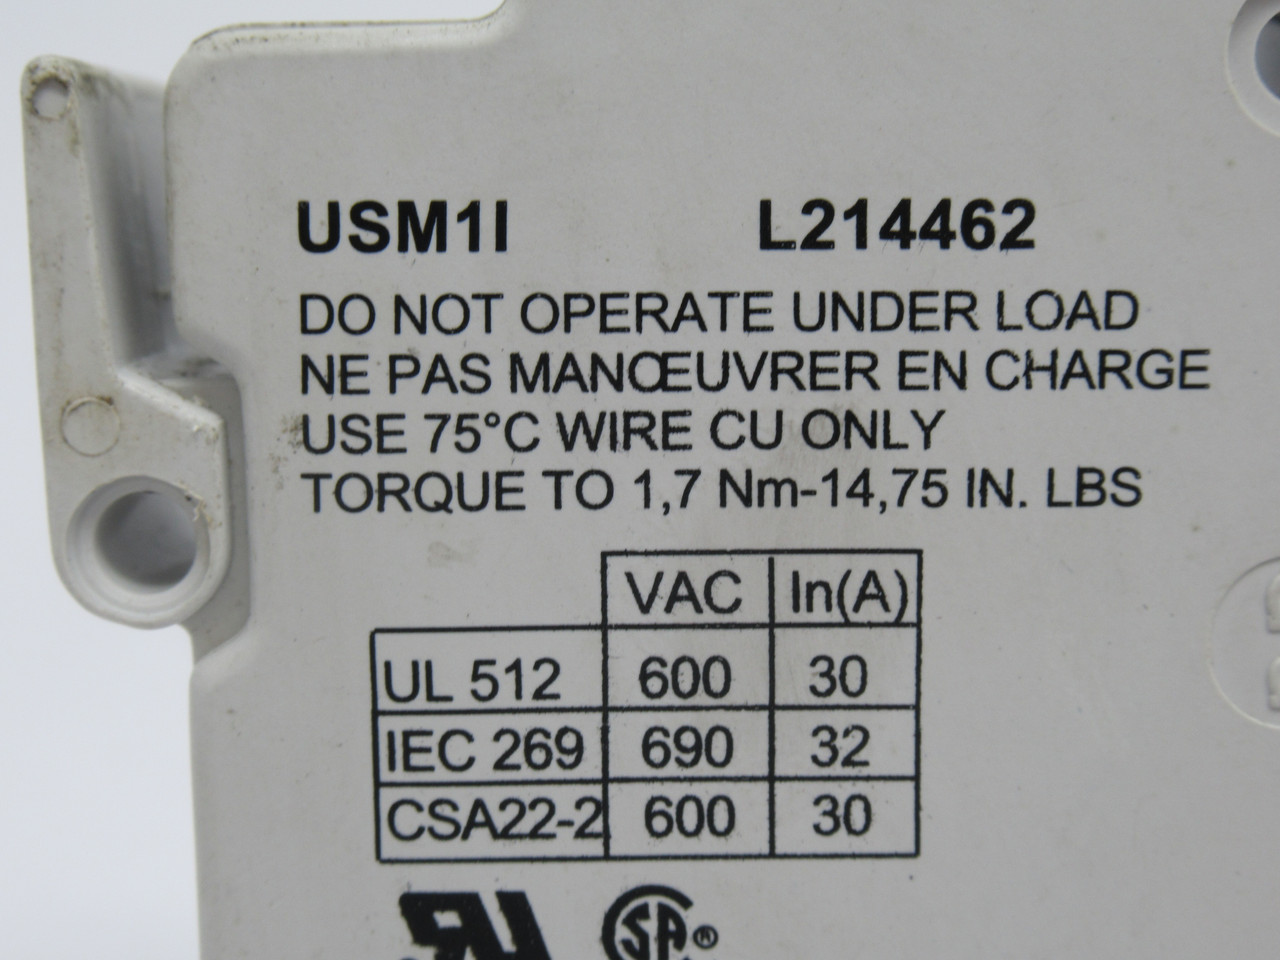 USM1I L214462
DO NOT OPERATE UNDER LOAD
NE PAS MANŒUVRER EN CHARGE
USE 75°C WIRE CU ONLY
TORQUE TO 1,7 Nm-14,75 IN. LBS
VAC In(A)
UL 512 600 30
IEC 269 690 32
CSA22-2 600 30
SA ®